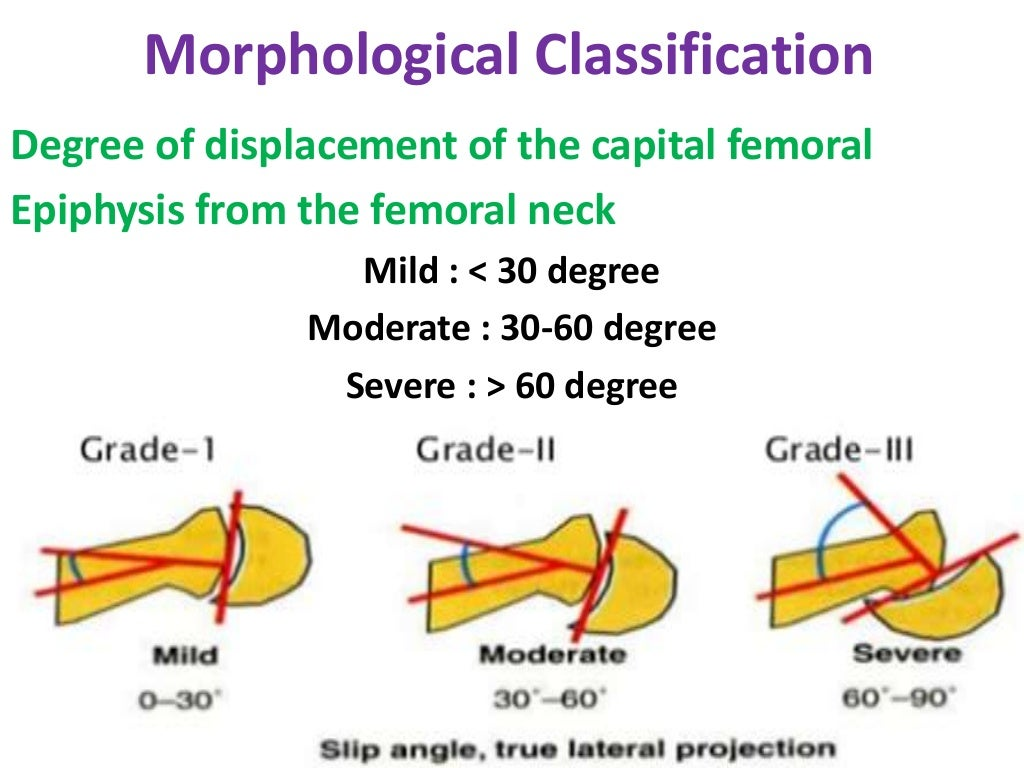 Morphological Classification
Degree of displacement of the capital femoral
Epiphysis from the femoral neck
Mild : < 30 degree
Moderate : 30-60 degree
Severe : > 60 degree
Grade-1 Grade-II Grade-III
Mild Moderate Severe
0-30° 30°-60° 60°-90°
Slip angle, true lateral projection